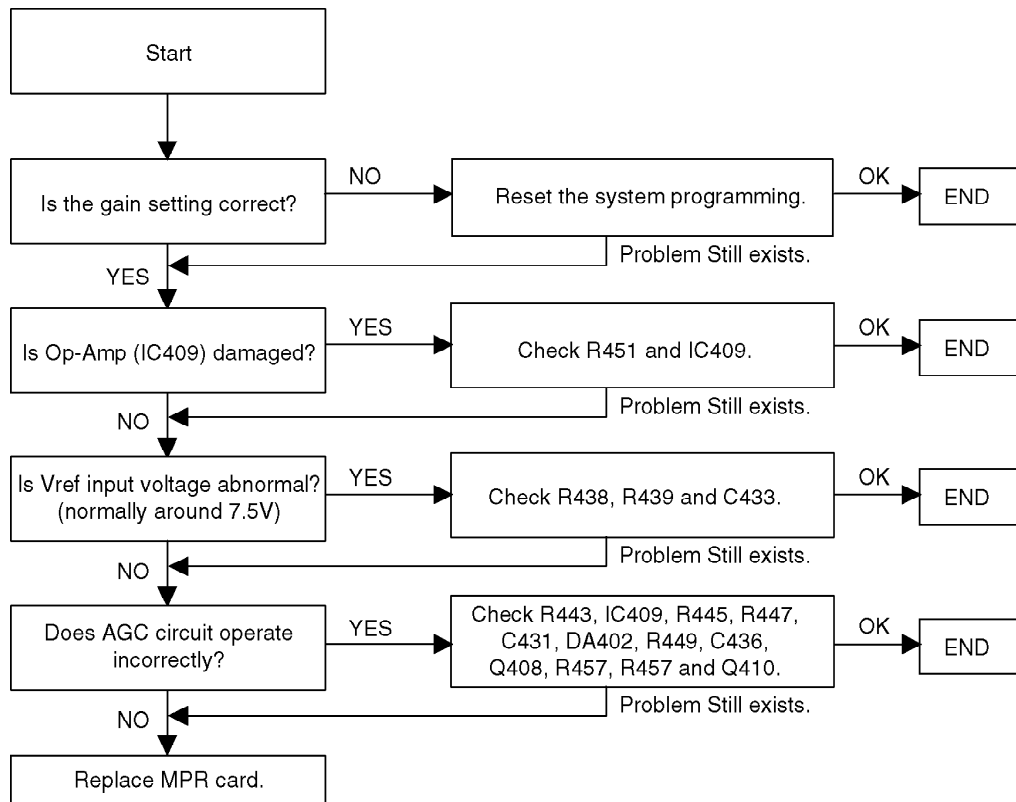 Start
Is the gain setting correct?
NO
Reset the system programming.
OK
END
Problem Still exists.
YES
Is Op-Amp (IC409) damaged?
YES
Check R451 and IC409.
OK
END
Problem Still exists.
NO
Is Vref input voltage abnormal?
(normally around 7.5V)
YES
Check R438, R439 and C433.
OK
END
Problem Still exists.
NO
Does AGC circuit operate
incorrectly?
YES
Check R443, IC409, R445, R447,
C431, DA402, R449, C436,
Q408, R457, R457 and Q410.
OK
END
Problem Still exists.
NO
Replace MPR card.